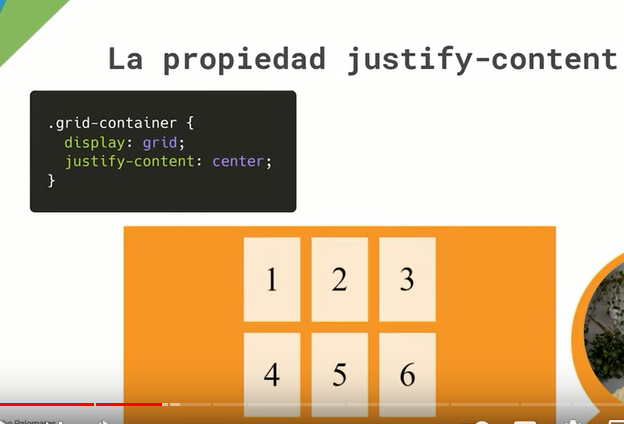 La propiedad justify-content
.grid-container {
display: grid;
justify-content: center;
}
1 2 3
4 5 6